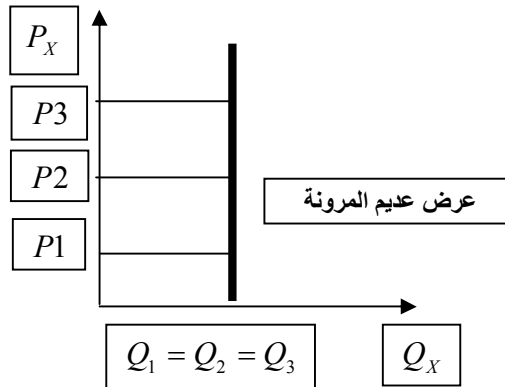 P_X
P3
P2
عرض عديم المرونة
P1
Q_1 = Q_2 = Q_3
Q_X